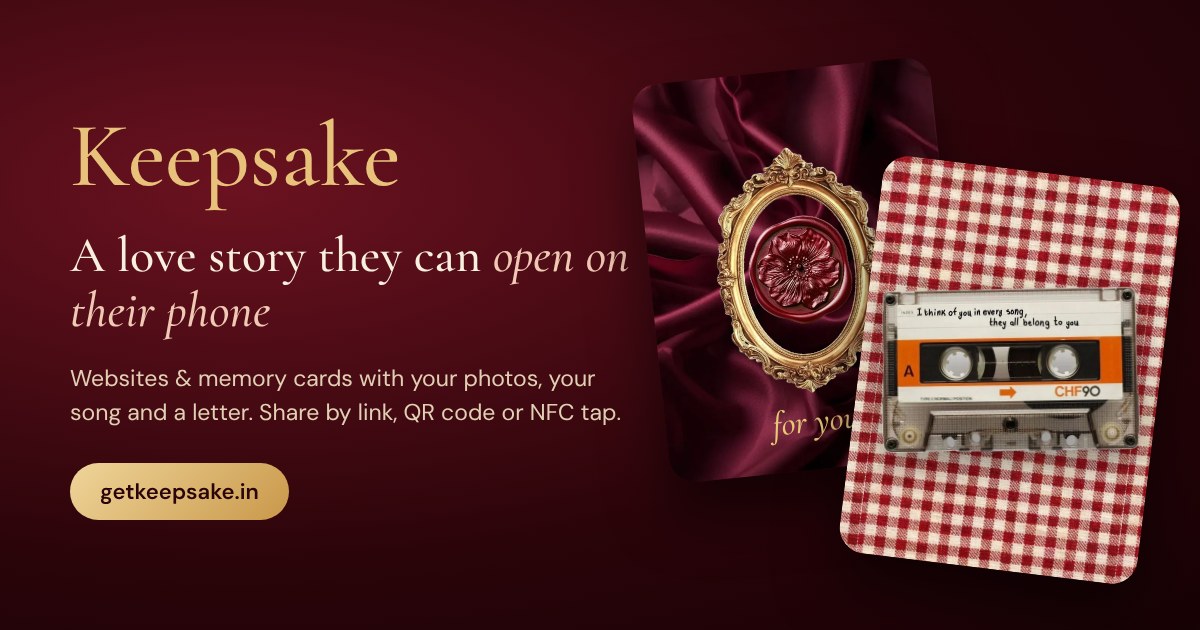 Keepsake
A love story they can open on
their phone
Websites & memory cards with your photos, your
song and a letter. Share by link, QR code or NFC tap.
getkeepsake.in
for you
I think of you in every song,
they all belong to you
A
CHF90